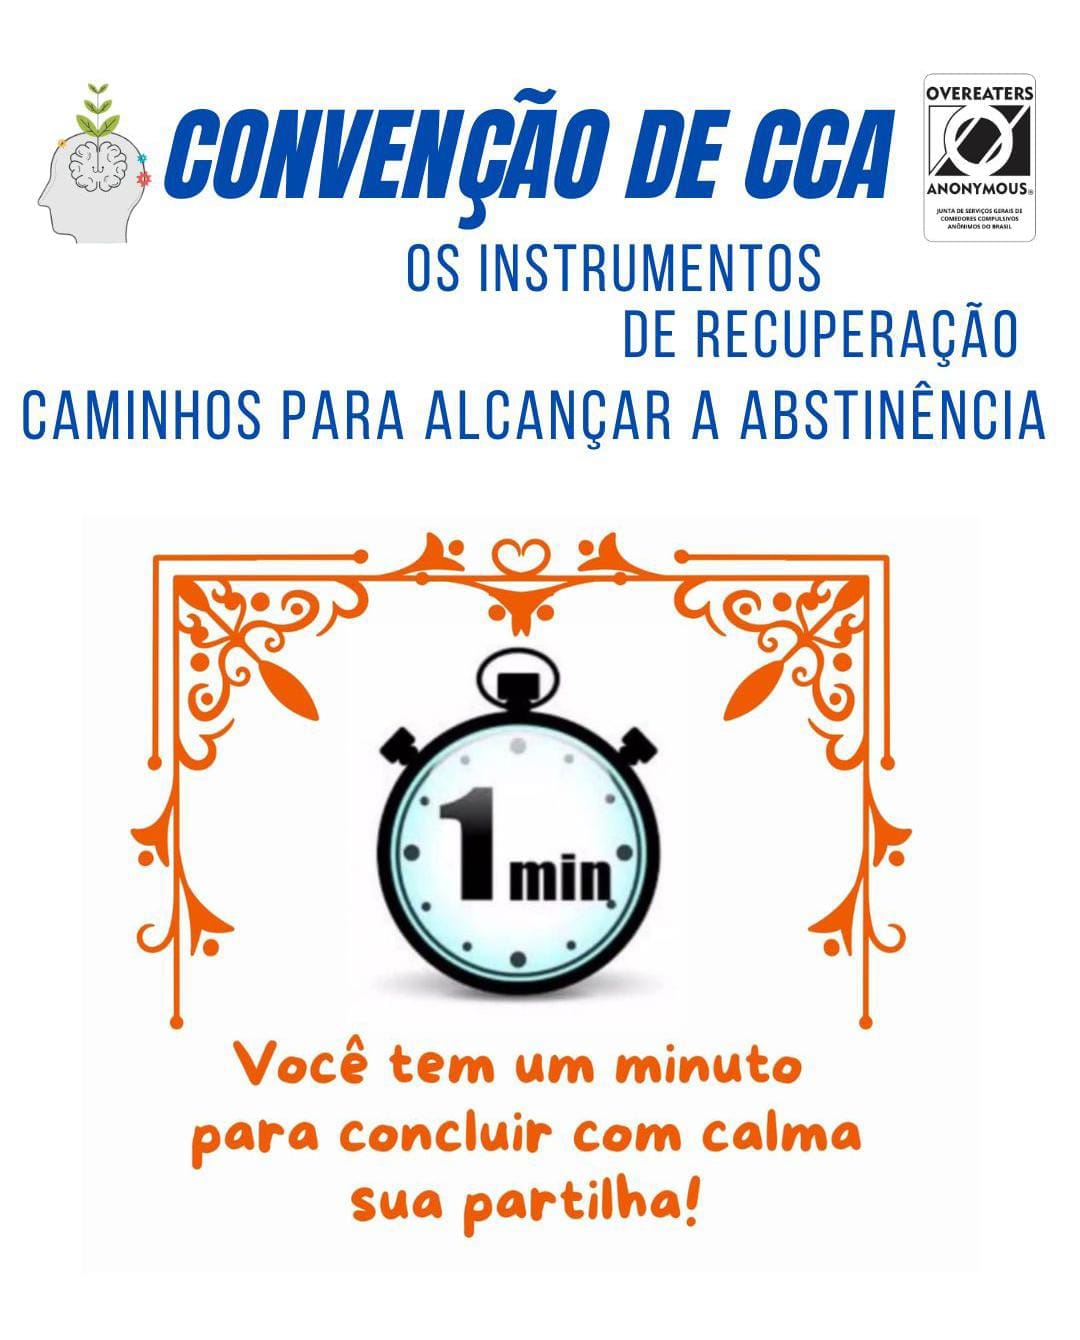 CONVENÇÃO DE CCA
OVEREATERS
ANONYMOUS®
JUNTA DE SERVIÇOS GERAIS DE
COMEDORES COMPULSIVOS
ANÔNIMOS DO BRASIL
OS INSTRUMENTOS
DE RECUPERAÇÃO
CAMINHOS PARA ALCANÇAR A ABSTINÊNCIA
1 min
Você tem um minuto
para concluir com calma
sua partilha!